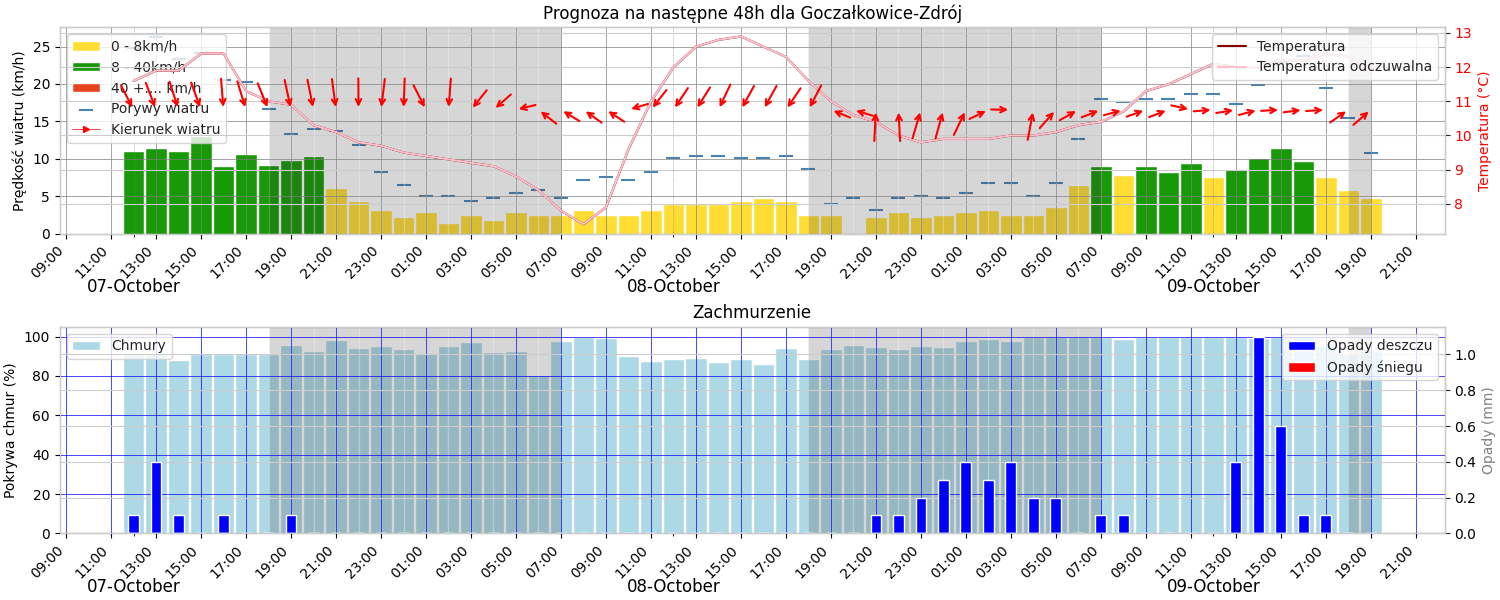 Prognoza na następne 48h dla Goczałkowice-Zdrój
Prędkość wiatru (km/h)
25
20
15
10
5
0
0 - 8km/h
8 - 40km/h
40 +.... km/h
Porywy wiatru
Kierunek wiatru
Temperatura
Temperatura odczuwalna
13
12
11
10
9
8
Temperatura (°C)
09:00 11:00 13:00 15:00 17:00 19:00 21:00 23:00 01:00 03:00 05:00 07:00 09:00 11:00 13:00 15:00 17:00 19:00 21:00 23:00 01:00 03:00 05:00 07:00 09:00 11:00 13:00 15:00 17:00 19:00 21:00
07-October 08-October 09-October
Zachmurzenie
Pokrywa chmur (%)
100
80
60
40
20
0
Chmury
Opady deszczu
Opady śniegu
1.0
0.8
0.6
0.4
0.2
0.0
Opady (mm)
09:00 11:00 13:00 15:00 17:00 19:00 21:00 23:00 01:00 03:00 05:00 07:00 09:00 11:00 13:00 15:00 17:00 19:00 21:00 23:00 01:00 03:00 05:00 07:00 09:00 11:00 13:00 15:00 17:00 19:00 21:00
07-October 08-October 09-October